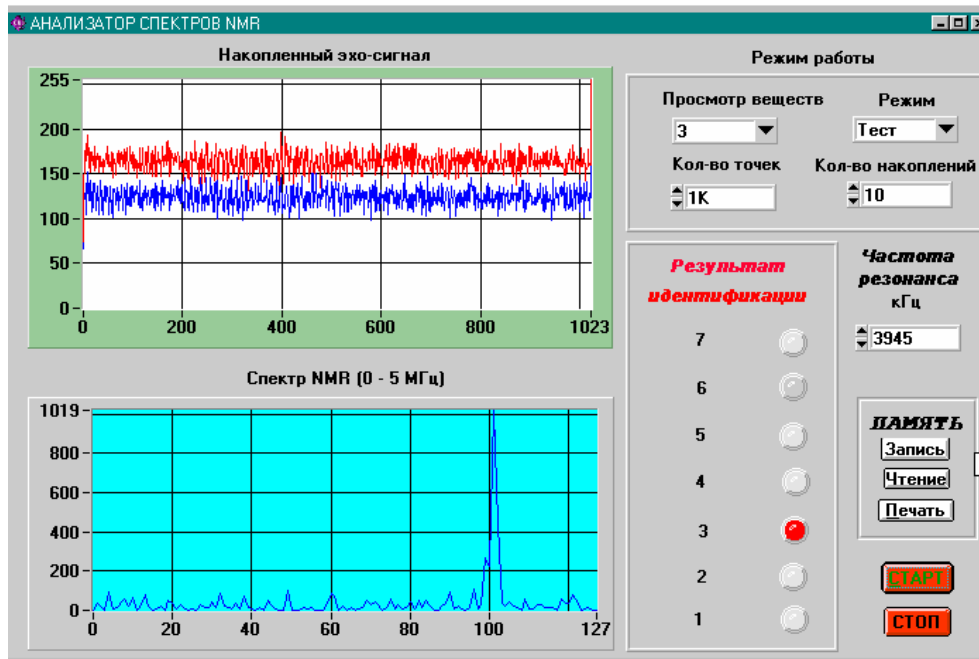 АНАЛИЗАТОР СПЕКТРОВ NMR
Накопленный эхо-сигнал
255
200
150
100
50
0
0 200 400 600 800 1023
Спектр NMR (0 - 5 МГц)
1019
800
600
400
200
0
0 20 40 60 80 100 127
Режим работы
Просмотр веществ Режим
3 Тест
Кол-во точек Кол-во накоплений
1K 10
Результат
идентификации
7
6
5
4
3
2
1
Частота
резонанса
кГц
3945
ПАМЯТЬ
Запись
Чтение
Печать
СТАРТ
СТОП